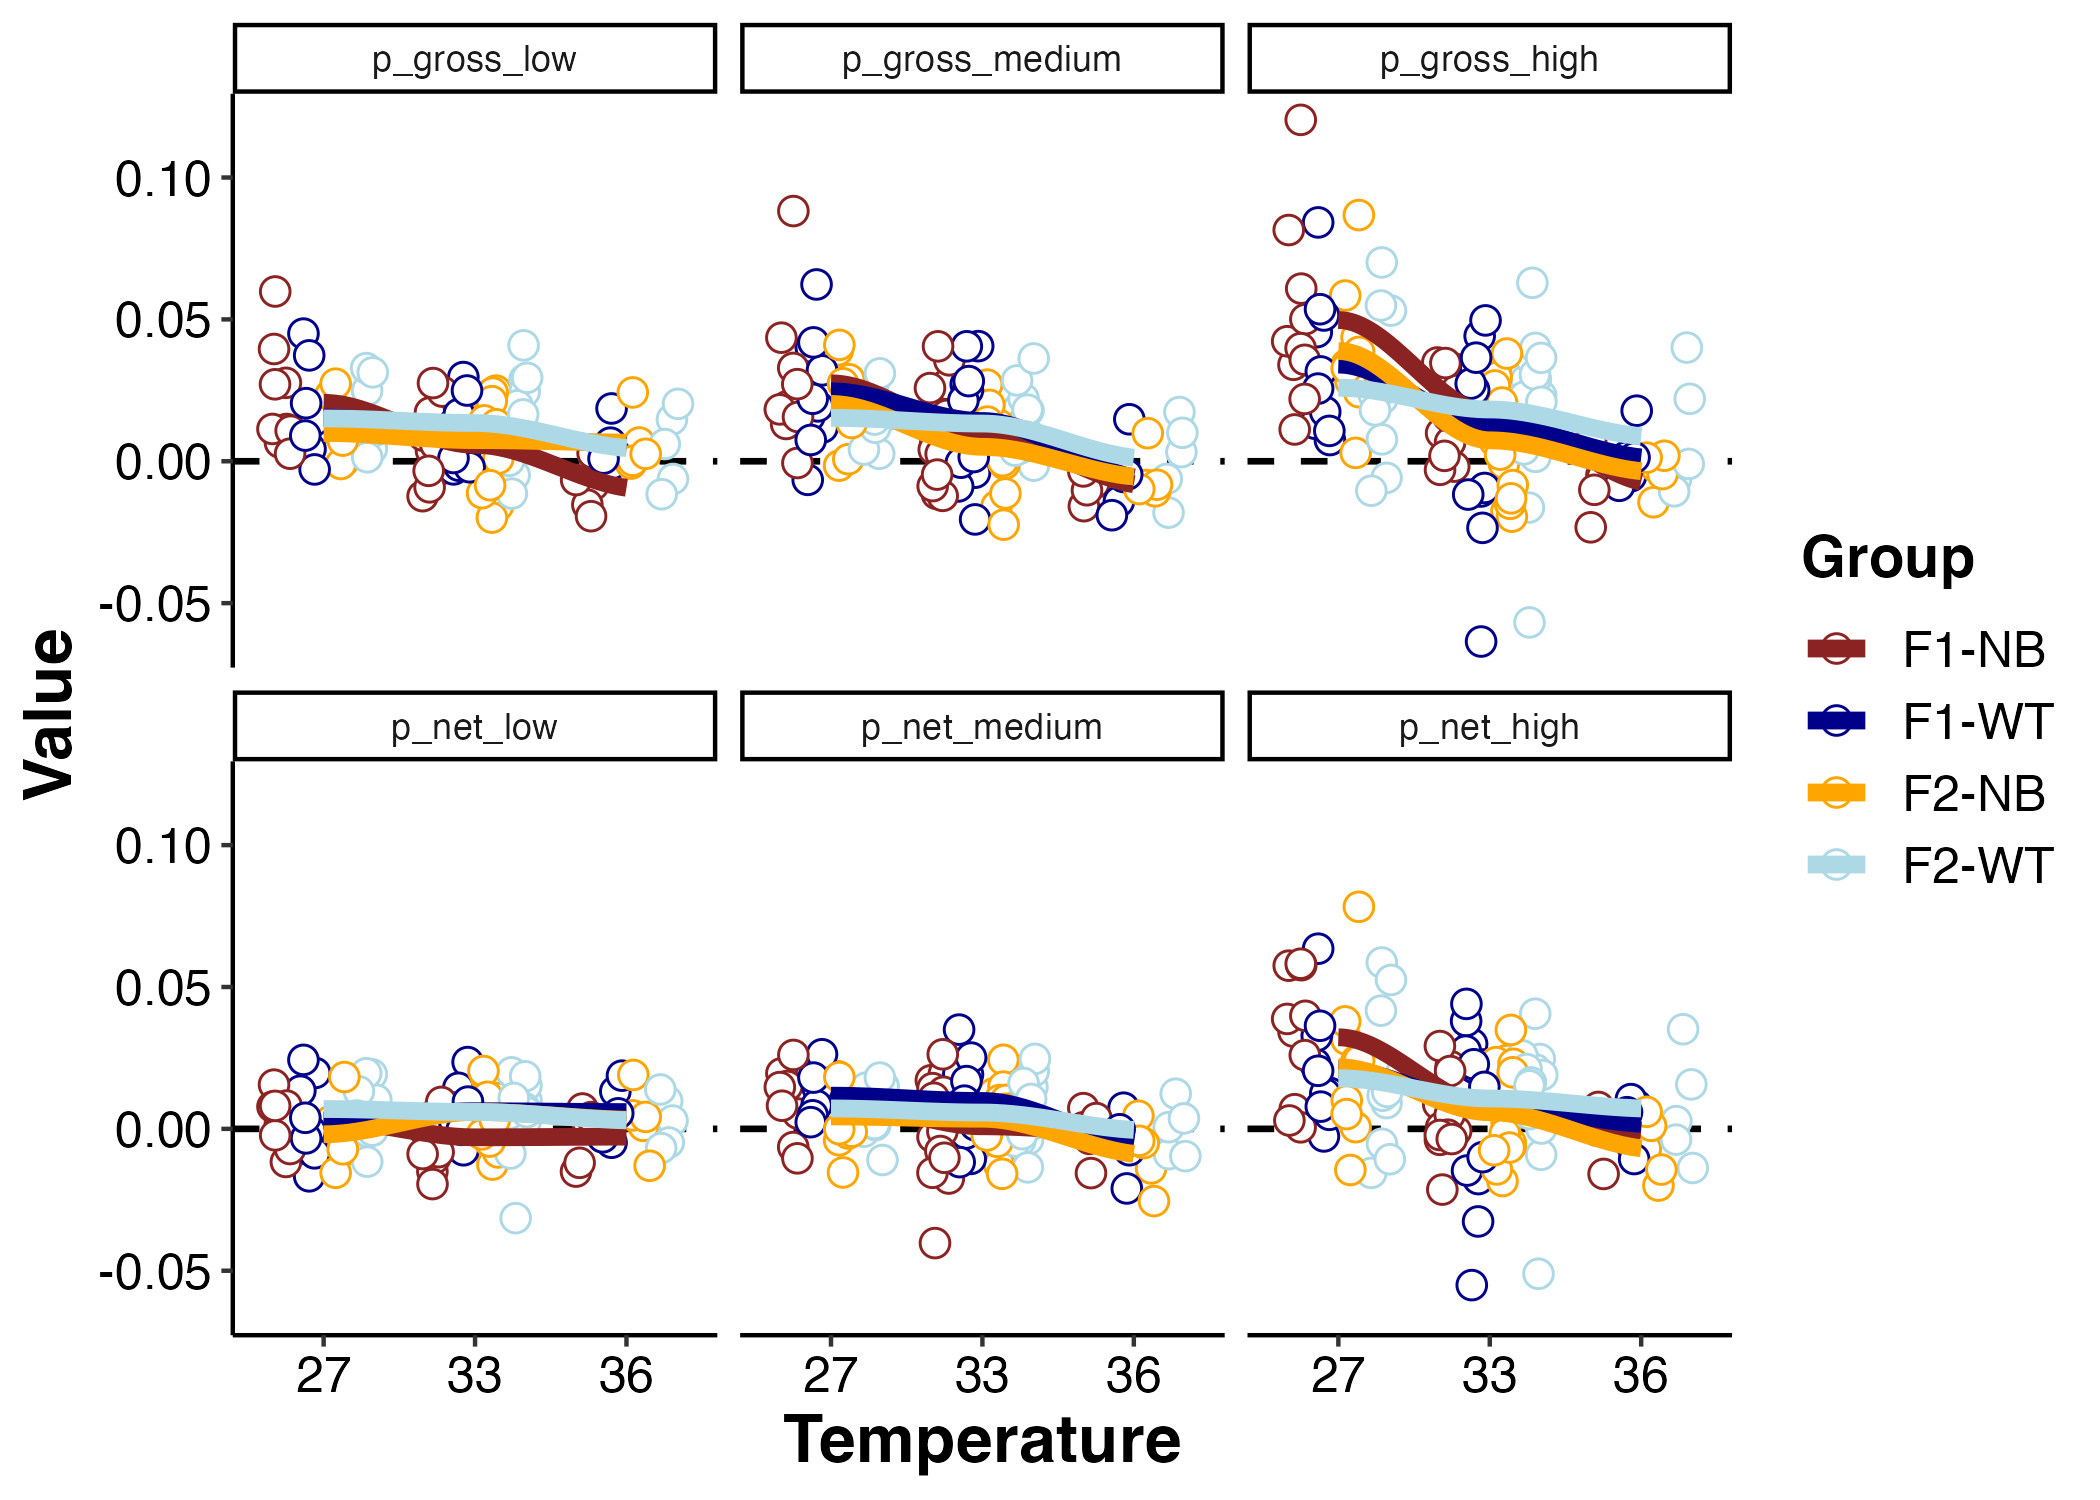 p_gross_low p_gross_medium p_gross_high
0.10
0.05
0.00
-0.05
p_net_low p_net_medium p_net_high
0.10
0.05
0.00
-0.05
27 33 36 27 33 36 27 33 36
Temperature
Value
Group
F1-NB
F1-WT
F2-NB
F2-WT